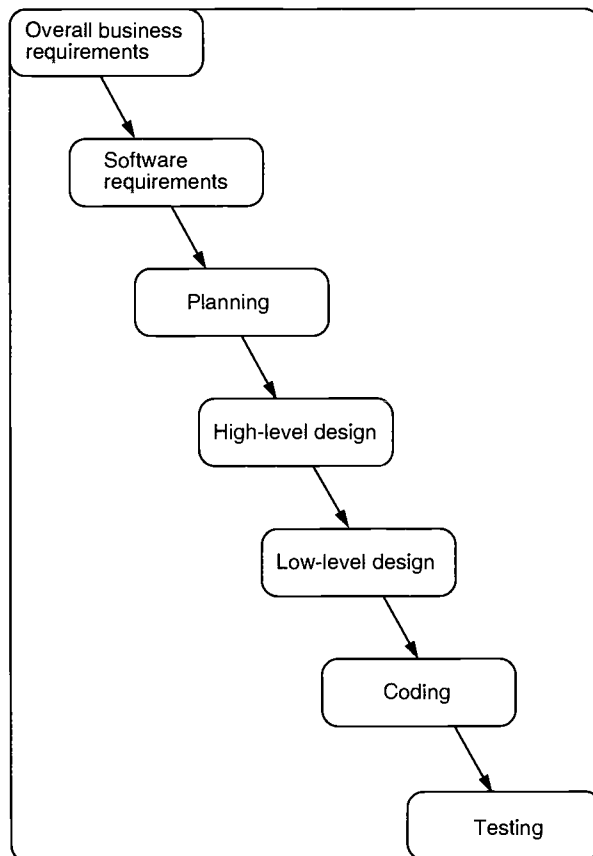 Overall business
requirements
Software
requirements
Planning
High-level design
Low-level design
Coding
Testing